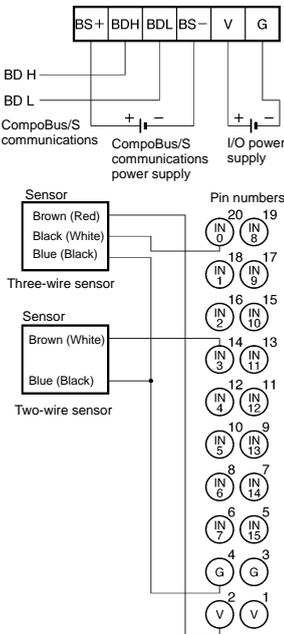 BS+ BDH BDL BS− V G
BD H
BD L
+ − + −
CompoBus/S
communications
CompoBus/S
communications
power supply
I/O power
supply
Sensor
Brown (Red)
Black (White)
Blue (Black)
Three-wire sensor
Sensor
Brown (White)
Blue (Black)
Two-wire sensor
Pin numbers
20 19
IN 0 IN 8
18 17
IN 1 IN 9
16 15
IN 2 IN 10
14 13
IN 3 IN 11
12 11
IN 4 IN 12
10 9
IN 5 IN 13
8 7
IN 6 IN 14
6 5
IN 7 IN 15
4 3
G G
2 1
V V